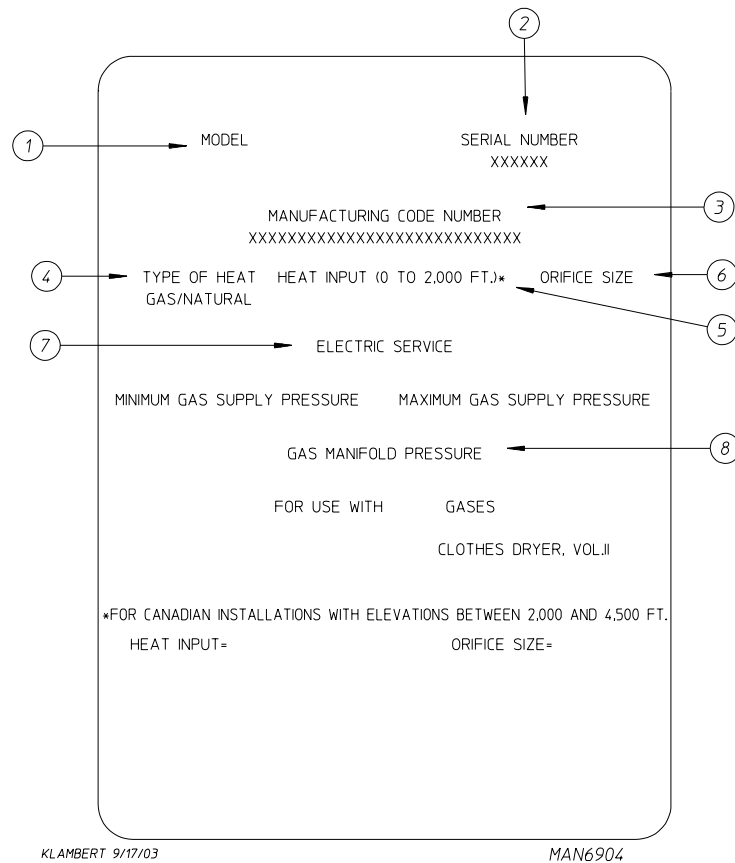 2
1
MODEL
SERIAL NUMBER
XXXXXX
3
MANUFACTURING CODE NUMBER
XXXXXXXXXXXXXXXXXXXXXXXXXXXX
4
TYPE OF HEAT HEAT INPUT (0 TO 2,000 FT.)* ORIFICE SIZE
6
GAS/NATURAL
5
7
ELECTRIC SERVICE
MINIMUM GAS SUPPLY PRESSURE MAXIMUM GAS SUPPLY PRESSURE
GAS MANIFOLD PRESSURE
8
FOR USE WITH GASES
CLOTHES DRYER, VOL.II
*FOR CANADIAN INSTALLATIONS WITH ELEVATIONS BETWEEN 2,000 AND 4,500 FT.
HEAT INPUT= ORIFICE SIZE=
KLAMBERT 9/17/03 MAN6904